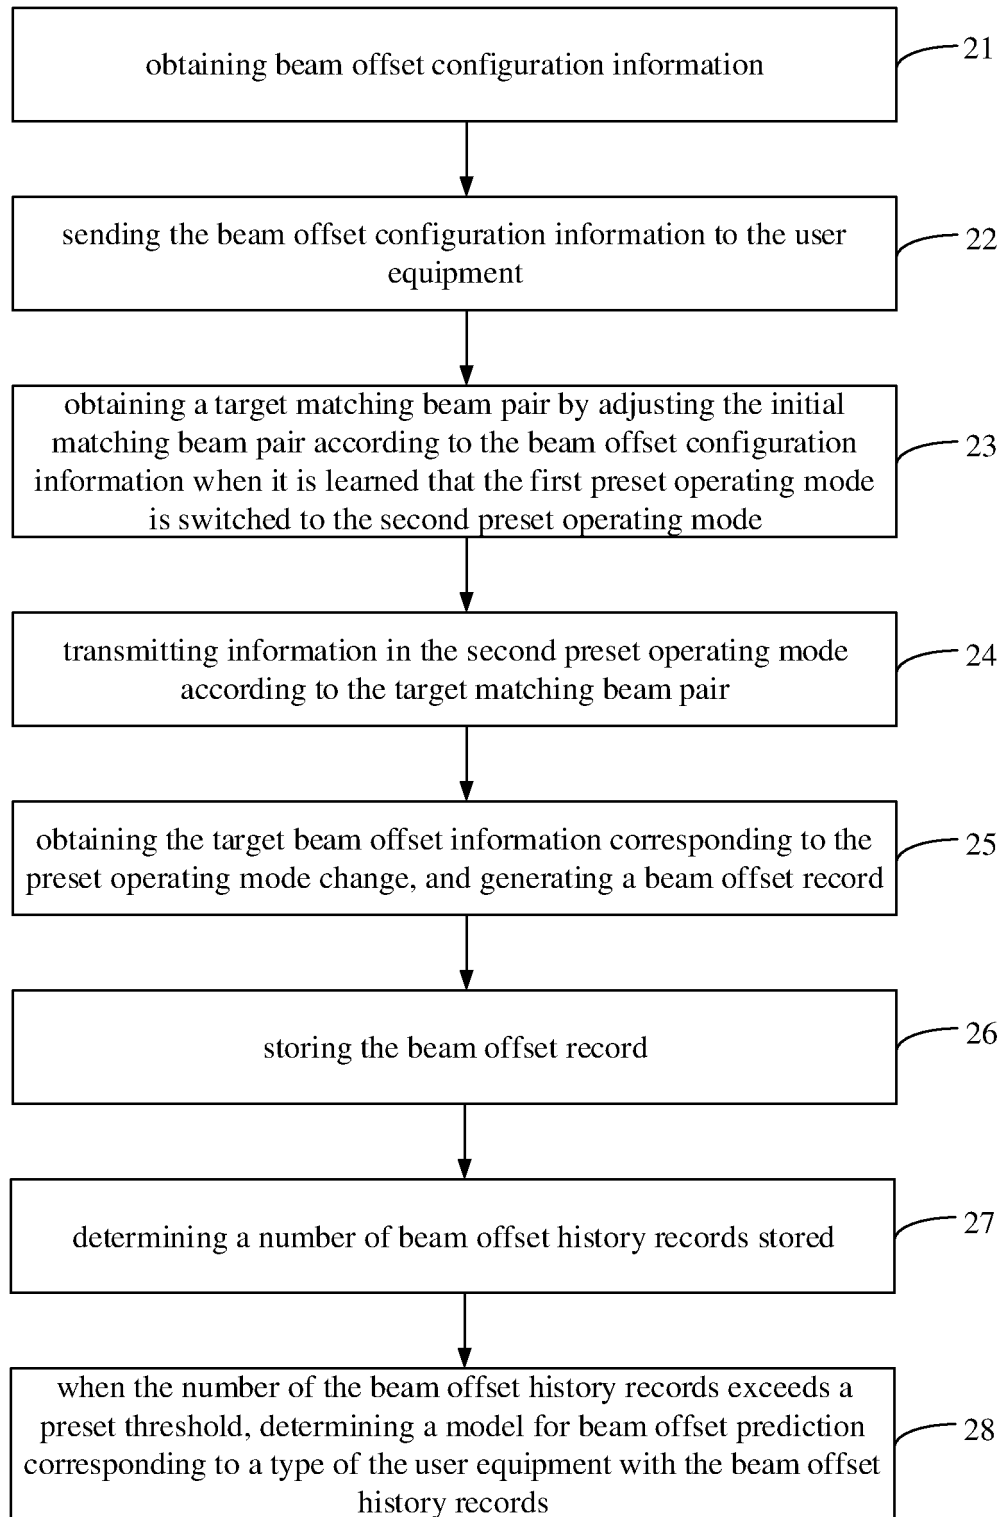 obtaining beam offset configuration information
21
sending the beam offset configuration information to the user
equipment
22
obtaining a target matching beam pair by adjusting the initial
matching beam pair according to the beam offset configuration
information when it is learned that the first preset operating mode
is switched to the second preset operating mode
23
transmitting information in the second preset operating mode
according to the target matching beam pair
24
obtaining the target beam offset information corresponding to the
preset operating mode change, and generating a beam offset record
25
storing the beam offset record
26
determining a number of beam offset history records stored
27
when the number of the beam offset history records exceeds a
preset threshold, determining a model for beam offset prediction
corresponding to a type of the user equipment with the beam offset
history records
28